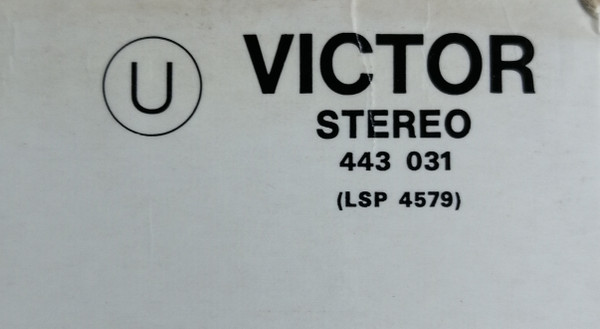 U
VICTOR
STEREO
443 031
(LSP 4579)